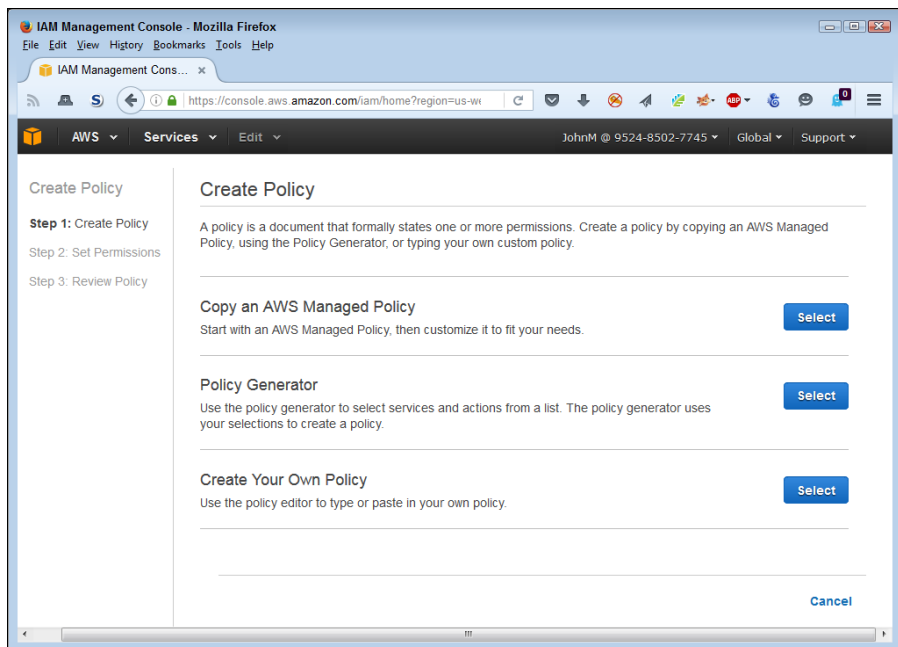 IAM Management Console - Mozilla Firefox
File Edit View History Bookmarks Tools Help
IAM Management Cons... ×
https://console.aws.amazon.com/iam/home?region=us-we
ABP
0
AWS Services Edit JohnM @ 9524-8502-7745 Global Support
Create Policy
Step 1: Create Policy
Step 2: Set Permissions
Step 3: Review Policy
Create Policy
A policy is a document that formally states one or more permissions. Create a policy by copying an AWS Managed
Policy, using the Policy Generator, or typing your own custom policy.
Copy an AWS Managed Policy
Start with an AWS Managed Policy, then customize it to fit your needs.
Select
Policy Generator
Use the policy generator to select services and actions from a list. The policy generator uses
your selections to create a policy.
Select
Create Your Own Policy
Use the policy editor to type or paste in your own policy.
Select
Cancel